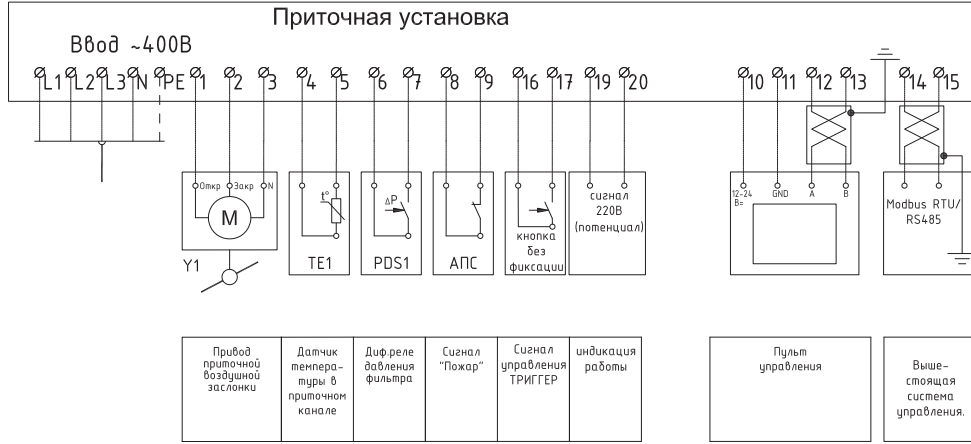 Приточная установка
Ввод ~400В
L1 L2 L3 N PE 1 2 3 4 5 6 7 8 9 16 17 19 20 10 11 12 13 14 15
Откр Закр N
M
Y1
t°
TE1
ΔP
PDS1
АПС
кнопка
без
фиксации
сигнал
220В
(потенциал)
12-24
В=
GND
A
B
Modbus RTU/
RS485
Привод
приточной
воздушной
заслонки
Датчик
темпера-
туры в
приточном
канале
Диф.реле
давления
фильтра
Сигнал
"Пожар"
Сигнал
управления
ТРИГГЕР
индикация
работы
Пульт
управления
Выше-
стоящая
система
управления.